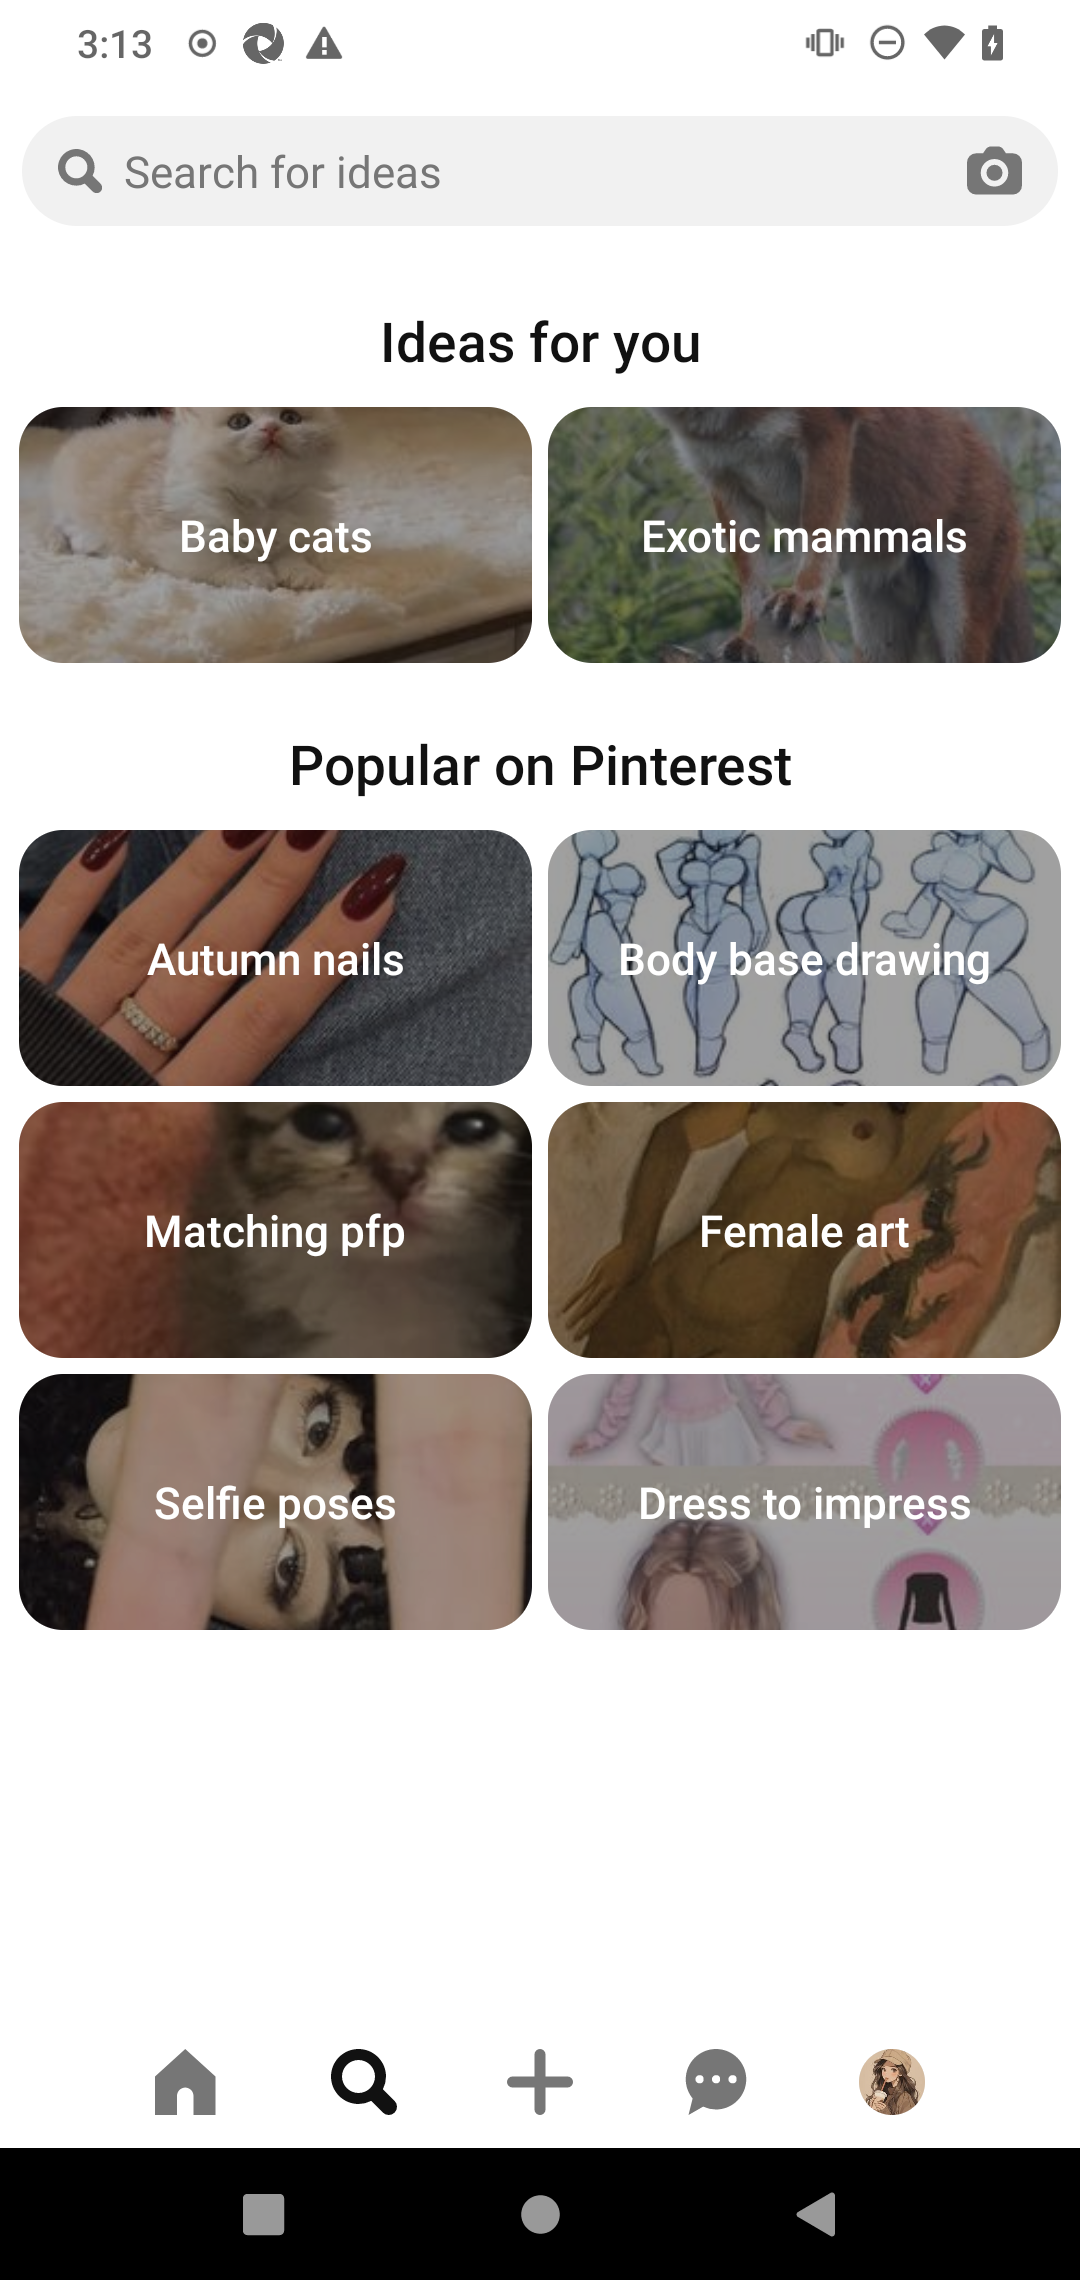 3:13
Search for ideas
Ideas for you
Baby cats
Exotic mammals
Popular on Pinterest
Autumn nails
Body base drawing
Matching pfp
Female art
Selfie poses
Dress to impress